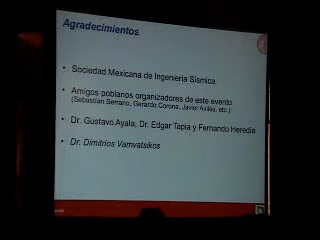 Agradecimientos
• Sociedad Mexicana de Ingeniería Sísmica
• Amigos poblanos organizadores de este evento
(Sebastián Serrano, Gerardo Corona, Javier Avilés, etc.)
• Dr. Gustavo Ayala, Dr. Edgar Tapia y Fernando Heredia
• Dr. Dimitrios Vamvatsikos